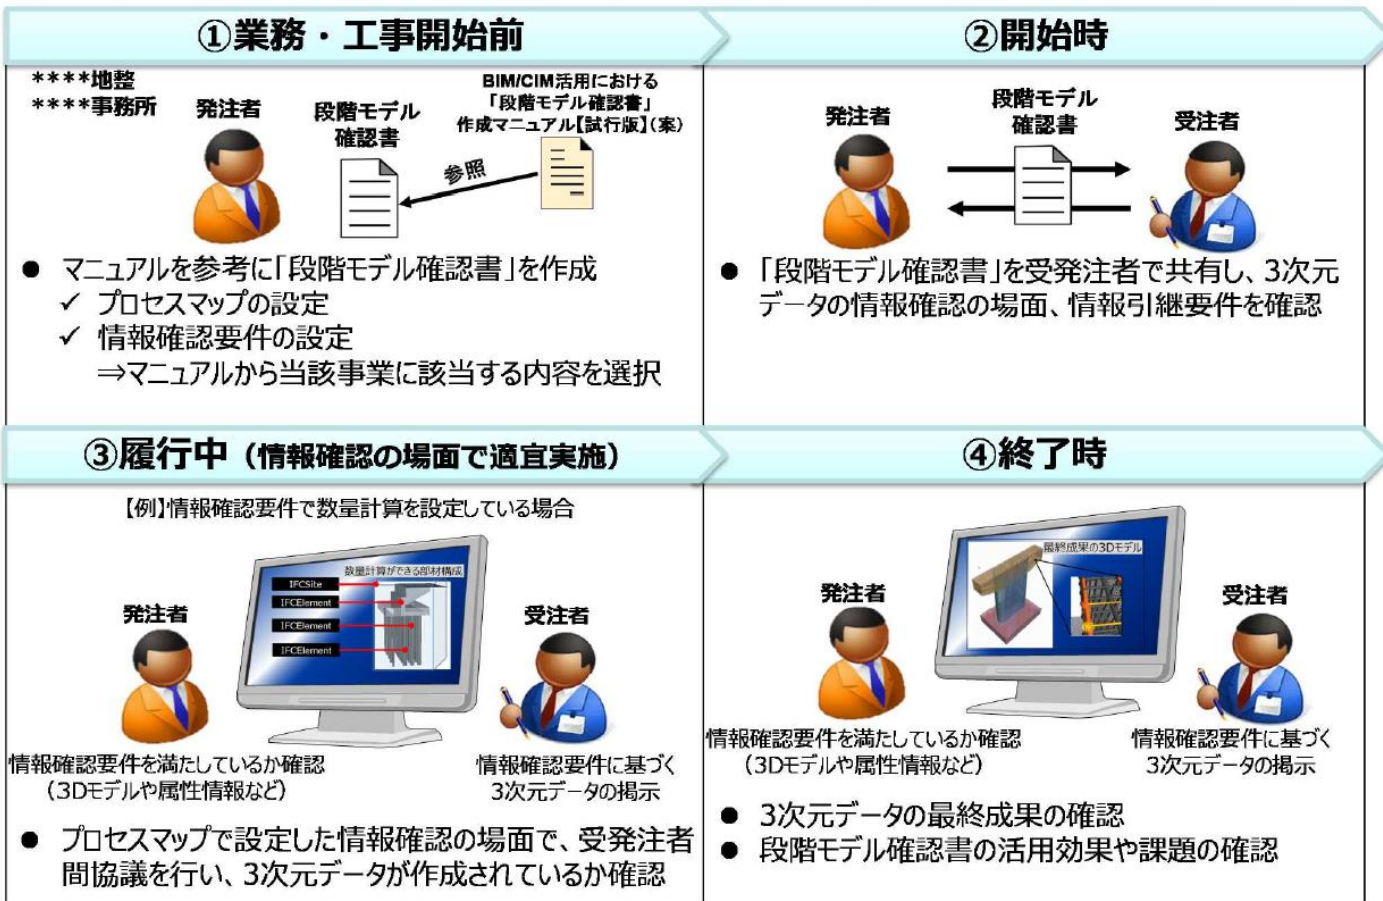 ①業務・工事開始前
****地整
****事務所
発注者
段階モデル
確認書
BIM/CIM活用における
「段階モデル確認書」
作成マニュアル【試行版】(案)
参照
● マニュアルを参考に「段階モデル確認書」を作成
✓ プロセスマップの設定
✓ 情報確認要件の設定
⇒マニュアルから当該事業に該当する内容を選択
②開始時
発注者
段階モデル
確認書
受注者
● 「段階モデル確認書」を受発注者で共有し、3次元
データの情報確認の場面、情報引継要件を確認
③履行中(情報確認の場面で適宜実施)
【例】情報確認要件で数量計算を設定している場合
発注者
数量計算ができる部材構成
IFCSite
IFCElement
IFCElement
IFCElement
受注者
情報確認要件を満たしているか確認
(3Dモデルや属性情報など)
情報確認要件に基づく
3次元データの掲示
● プロセスマップで設定した情報確認の場面で、受発注者
間協議を行い、3次元データが作成されているか確認
④終了時
発注者
最終成果の3Dモデル
受注者
情報確認要件を満たしているか確認
(3Dモデルや属性情報など)
情報確認要件に基づく
3次元データの掲示
● 3次元データの最終成果の確認
● 段階モデル確認書の活用効果や課題の確認